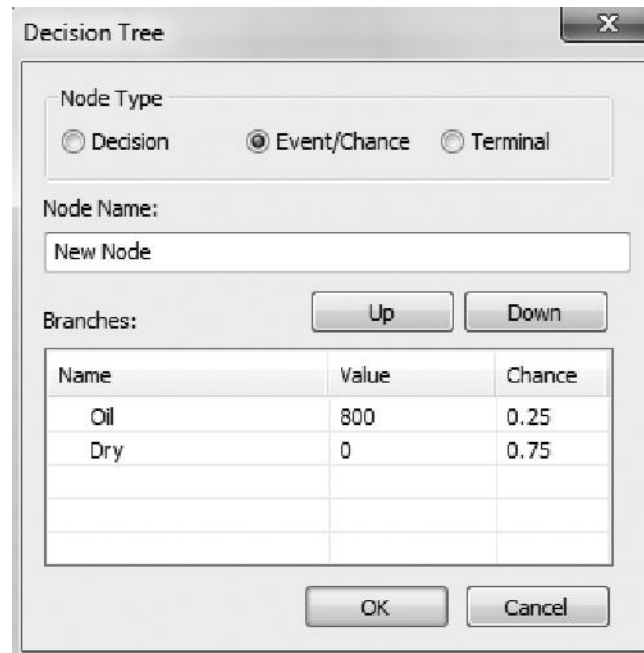 Decision Tree
Node Type
Decision Event/Chance Terminal
Node Name:
New Node
Branches: Up Down
Name Value Chance
Oil 800 0.25
Dry 0 0.75
OK Cancel